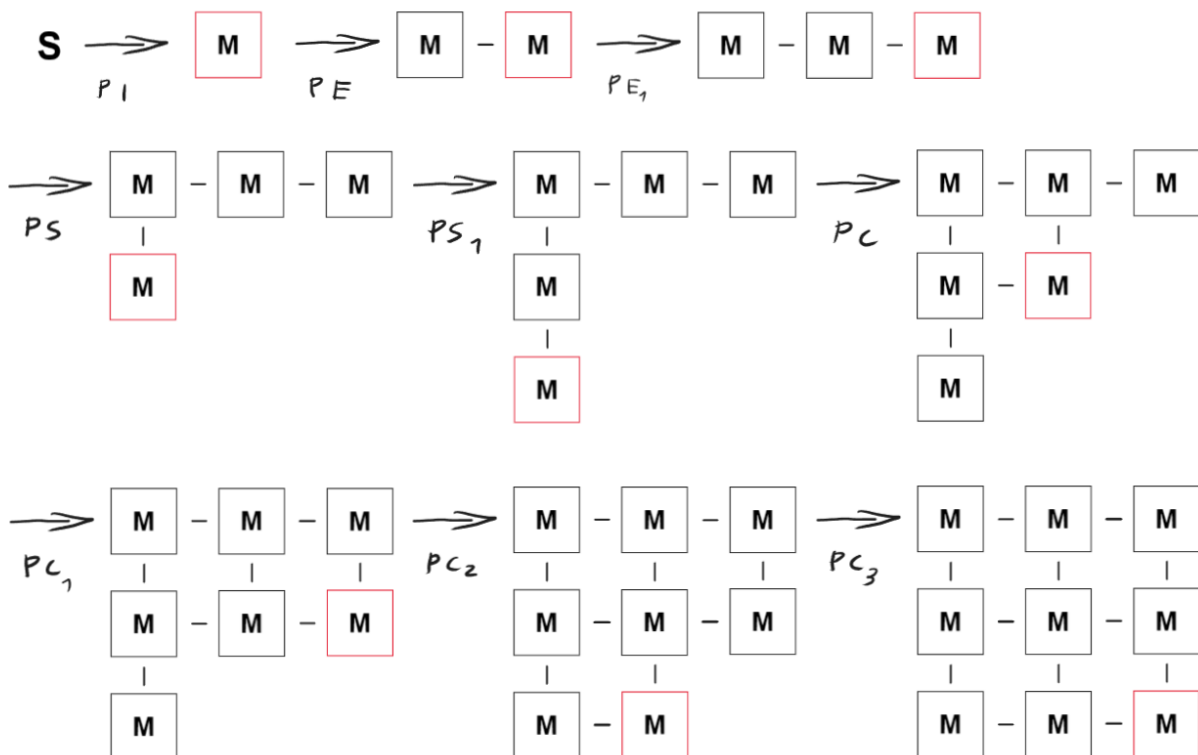 S M M - M M - M - M
PI PE PE₁
M - M - M M - M - M M - M - M
PS PS₁ PC
M M M - M
M M
M - M - M M - M - M M - M - M
PC₁ PC₂ PC₃
M - M - M M - M - M M - M - M
M M - M M - M - M